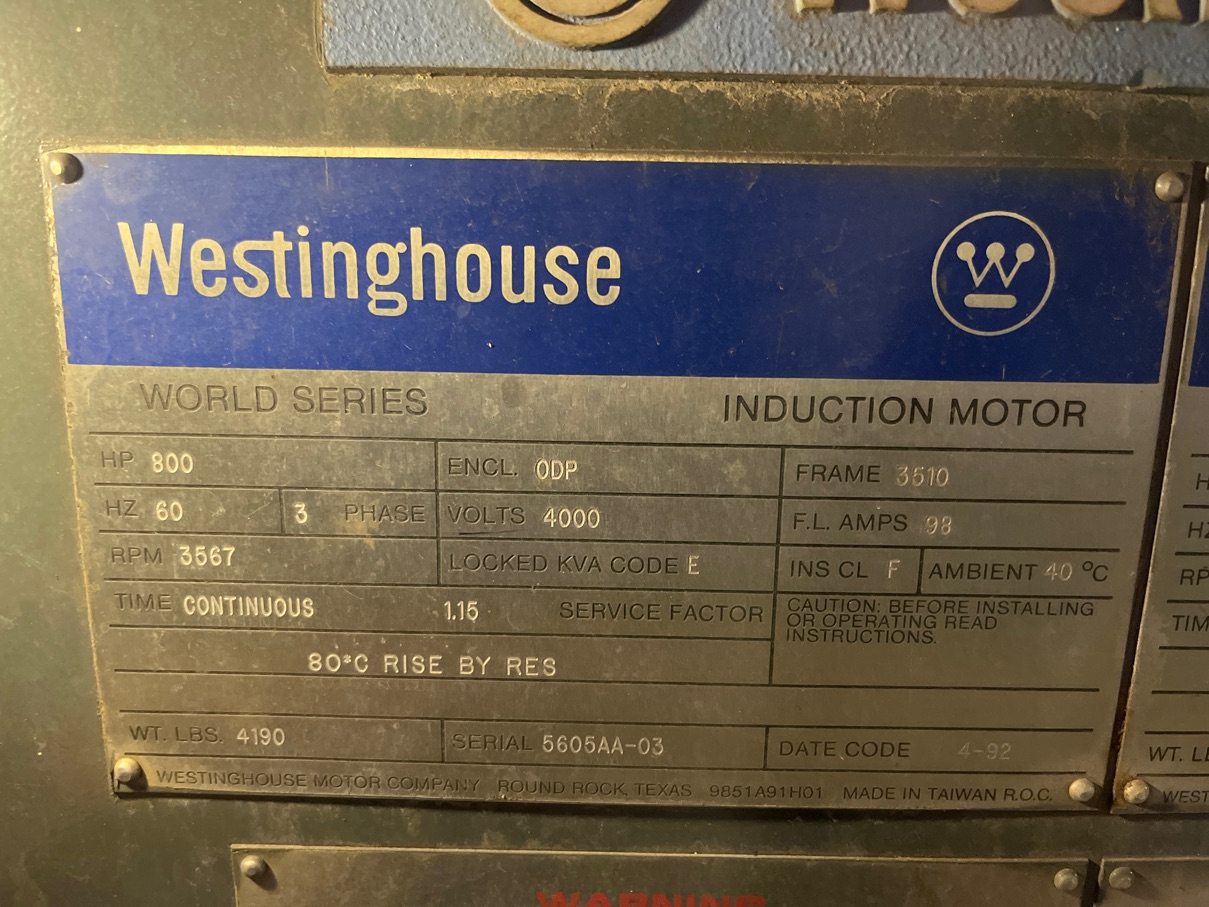 Westinghouse
WORLD SERIES INDUCTION MOTOR
HP 800 ENCL. ODP FRAME 3510
HZ 60 3 PHASE VOLTS 4000 F.L. AMPS 98
RPM 3567 LOCKED KVA CODE E INS CL F AMBIENT 40 °C
TIME CONTINUOUS 1.15 SERVICE FACTOR
CAUTION: BEFORE INSTALLING
OR OPERATING READ
INSTRUCTIONS.
80°C RISE BY RES
WT. LBS. 4190 SERIAL 5605AA-03 DATE CODE 4-92
WESTINGHOUSE MOTOR COMPANY ROUND ROCK, TEXAS 9851A91H01 MADE IN TAIWAN R.O.C.
WARNING